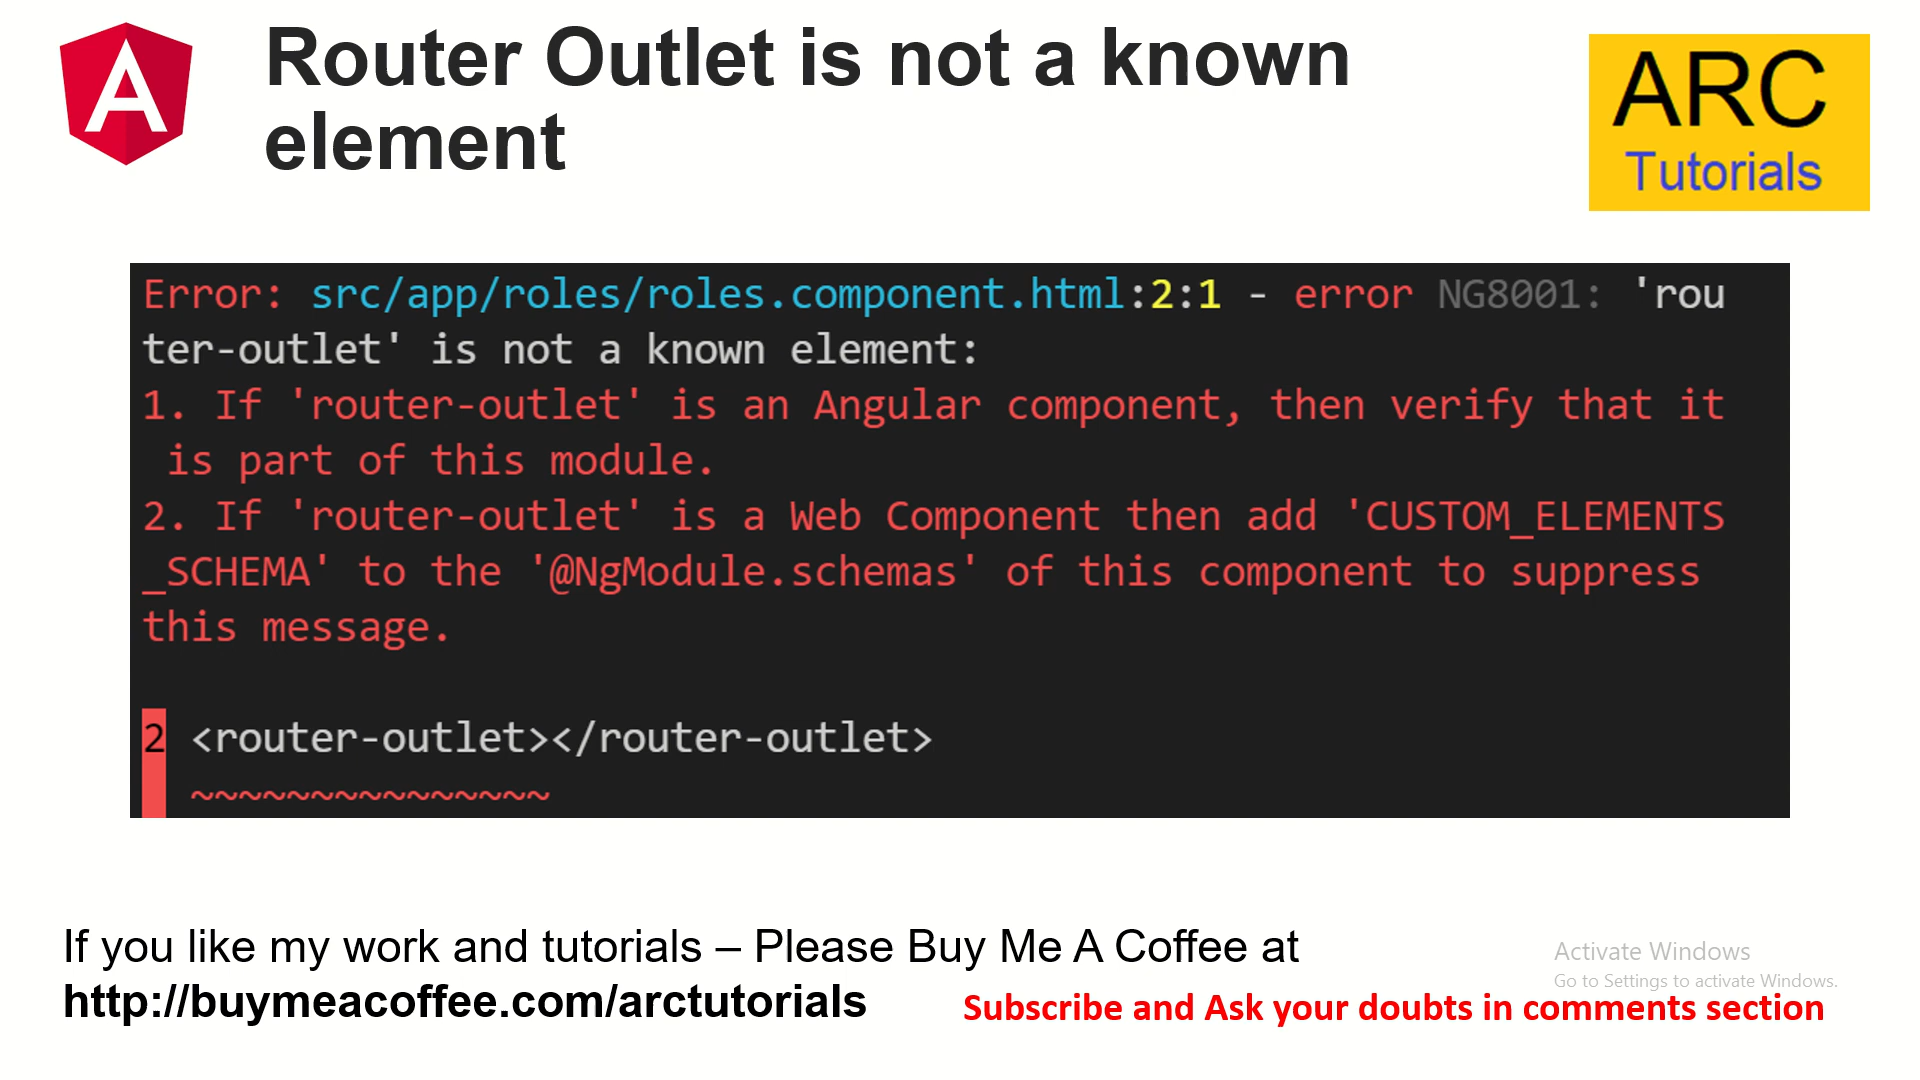 Router Outlet is not a known
element
ARC
Tutorials
Error: src/app/roles/roles.component.html:2:1 - error NG8001: 'rou
ter-outlet' is not a known element:
1. If 'router-outlet' is an Angular component, then verify that it
is part of this module.
2. If 'router-outlet' is a Web Component then add 'CUSTOM_ELEMENTS
_SCHEMA' to the '@NgModule.schemas' of this component to suppress
this message.
2 <router-outlet></router-outlet>
~~~~~~~~~~~~~~~
If you like my work and tutorials – Please Buy Me A Coffee at
http://buymeacoffee.com/arctutorials
Activate Windows
Go to Settings to activate Windows.
Subscribe and Ask your doubts in comments section